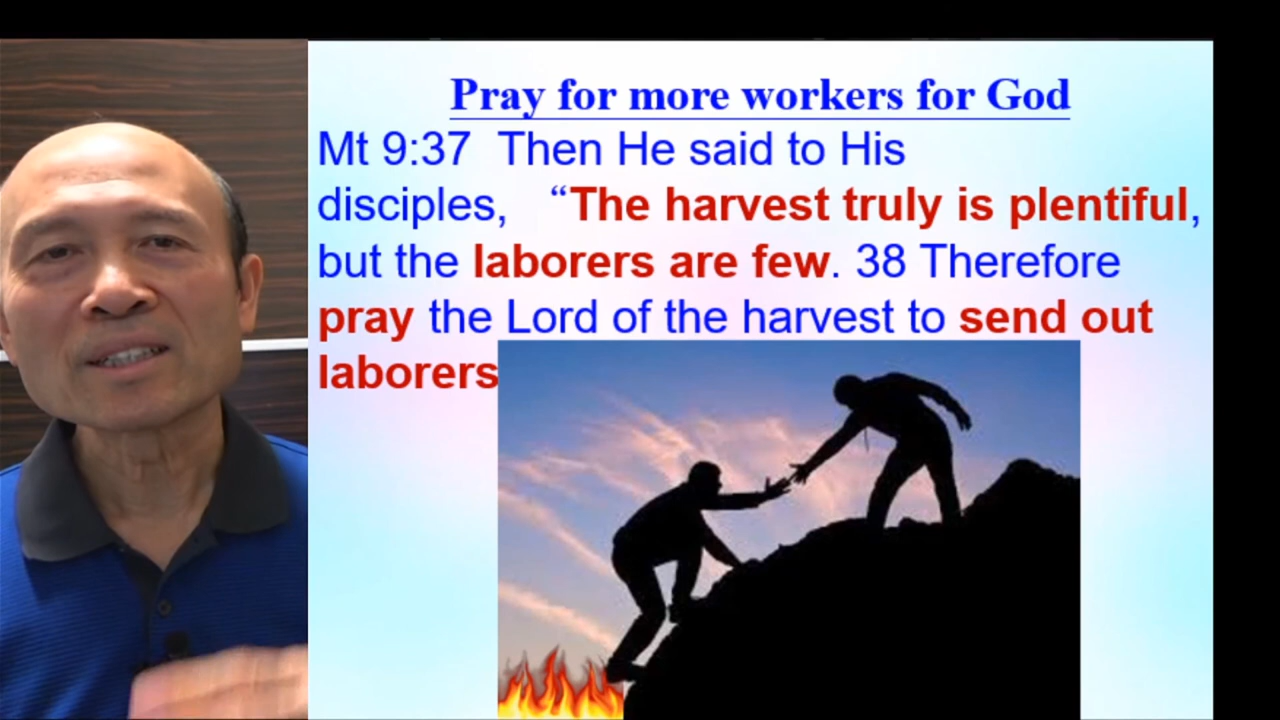 Pray for more workers for God
Mt 9:37  Then He said to His
disciples,   “The harvest truly is plentiful,
but the laborers are few. 38 Therefore
pray the Lord of the harvest to send out
laborers